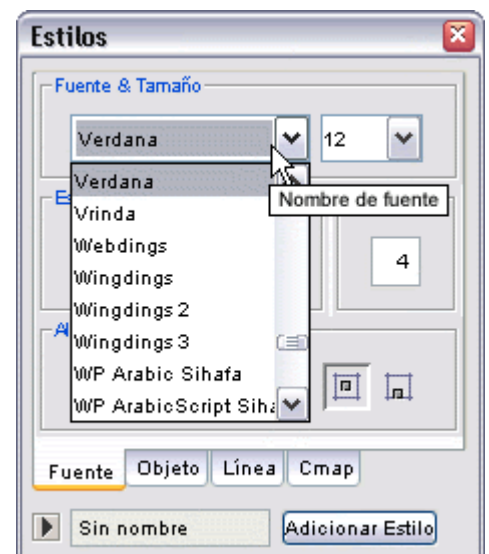 Estilos
Fuente & Tamaño
Verdana
12
Verdana
Nombre de fuente
Vrinda
Webdings
4
Wingdings
Wingdings 2
Wingdings 3
WP Arabic Sihafa
WP ArabicScript Siha
Fuente Objeto Línea Cmap
Sin nombre
Adicionar Estilo